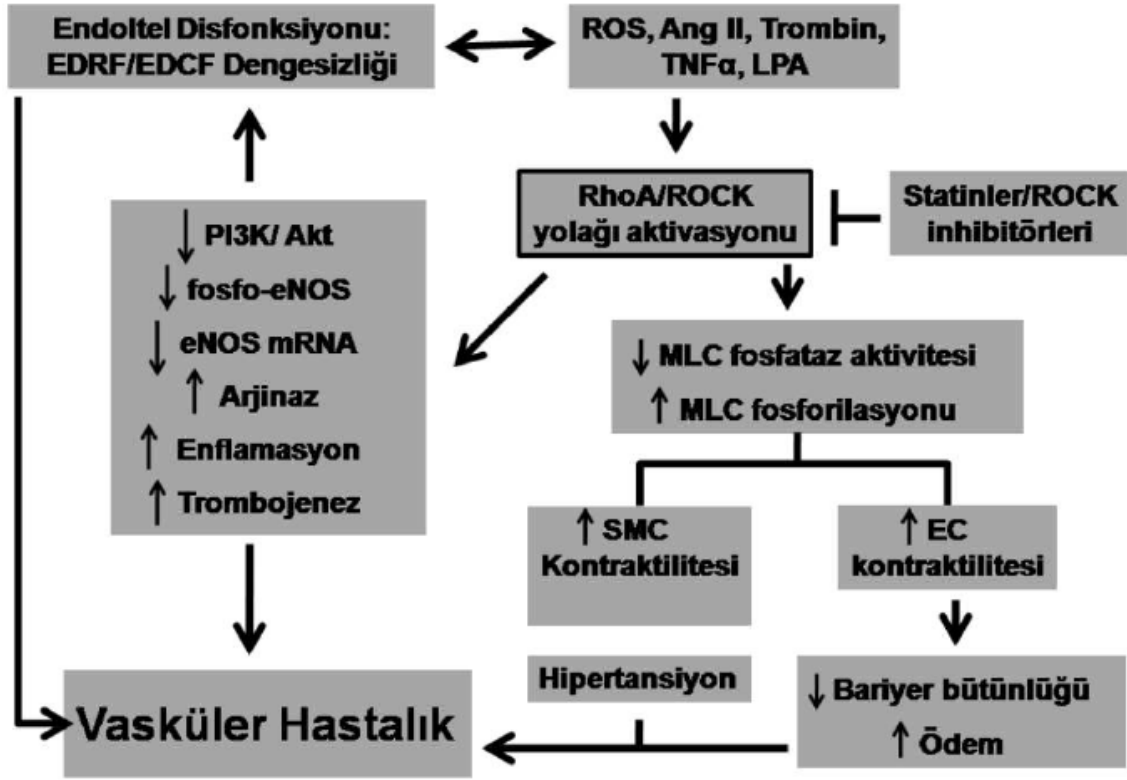 Endoltel Disfonksiyonu:
EDRF/EDCF Dengesizliği
ROS, Ang II, Trombin,
TNFα, LPA
RhoA/ROCK
yolağı aktivasyonu
Statinler/ROCK
inhibitörleri
↓ PI3K/ Akt
↓ fosfo-eNOS
↓ eNOS mRNA
↑ Arjinaz
↑ Enflamasyon
↑ Trombojenez
↓ MLC fosfataz aktivitesi
↑ MLC fosforilasyonu
↑ SMC
Kontraktilitesi
↑ EC
kontraktilitesi
Hipertansiyon
↓ Bariyer bütünlüğü
↑ Ödem
Vasküler Hastalık